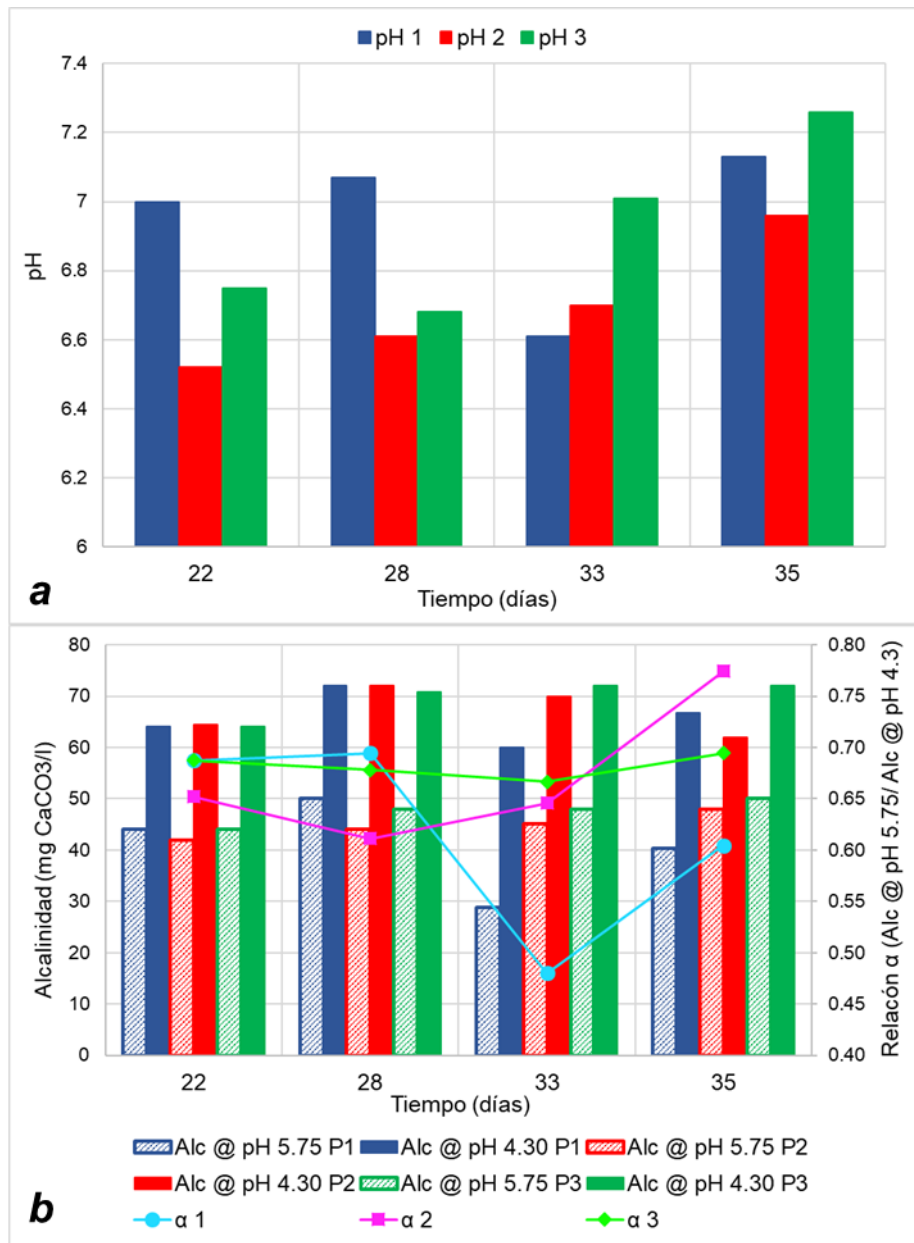 pH 1 pH 2 pH 3
7.4
7.2
7
6.8
6.6
6.4
6.2
6
pH
22 28 33 35
Tiempo (días)
a
80 0.80
70 0.75
60 0.70
50 0.65
40 0.60
30 0.55
20 0.50
10 0.45
0 0.40
Alcalinidad (mg CaCO3/l)
Relacón α (Alc @ pH 5.75/ Alc @ pH 4.3)
22 28 33 35
Tiempo (días)
Alc @ pH 5.75 P1 Alc @ pH 4.30 P1 Alc @ pH 5.75 P2
Alc @ pH 4.30 P2 Alc @ pH 5.75 P3 Alc @ pH 4.30 P3
α 1 α 2 α 3
b